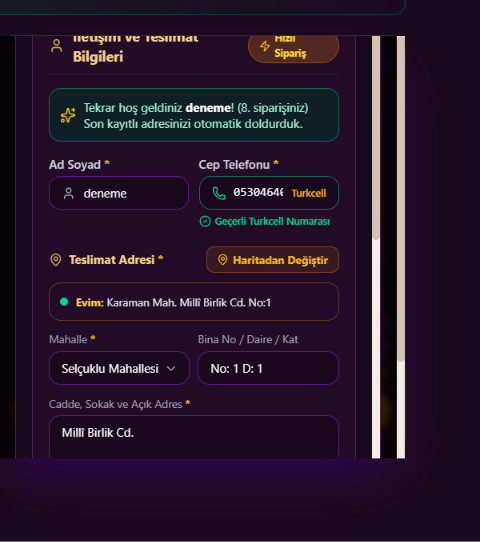 İletişim ve Teslimat
Bilgileri
Hızlı
Sipariş
Tekrar hoş geldiniz deneme! (8. siparişiniz)
Son kayıtlı adresinizi otomatik doldurduk.
Ad Soyad *
Cep Telefonu *
deneme
0530464 Turkcell
Geçerli Turkcell Numarası
Teslimat Adresi *
Haritadan Değiştir
Evim: Karaman Mah. Millî Birlik Cd. No:1
Mahalle *
Bina No / Daire / Kat
Selçuklu Mahallesi
No: 1 D: 1
Cadde, Sokak ve Açık Adres *
Millî Birlik Cd.